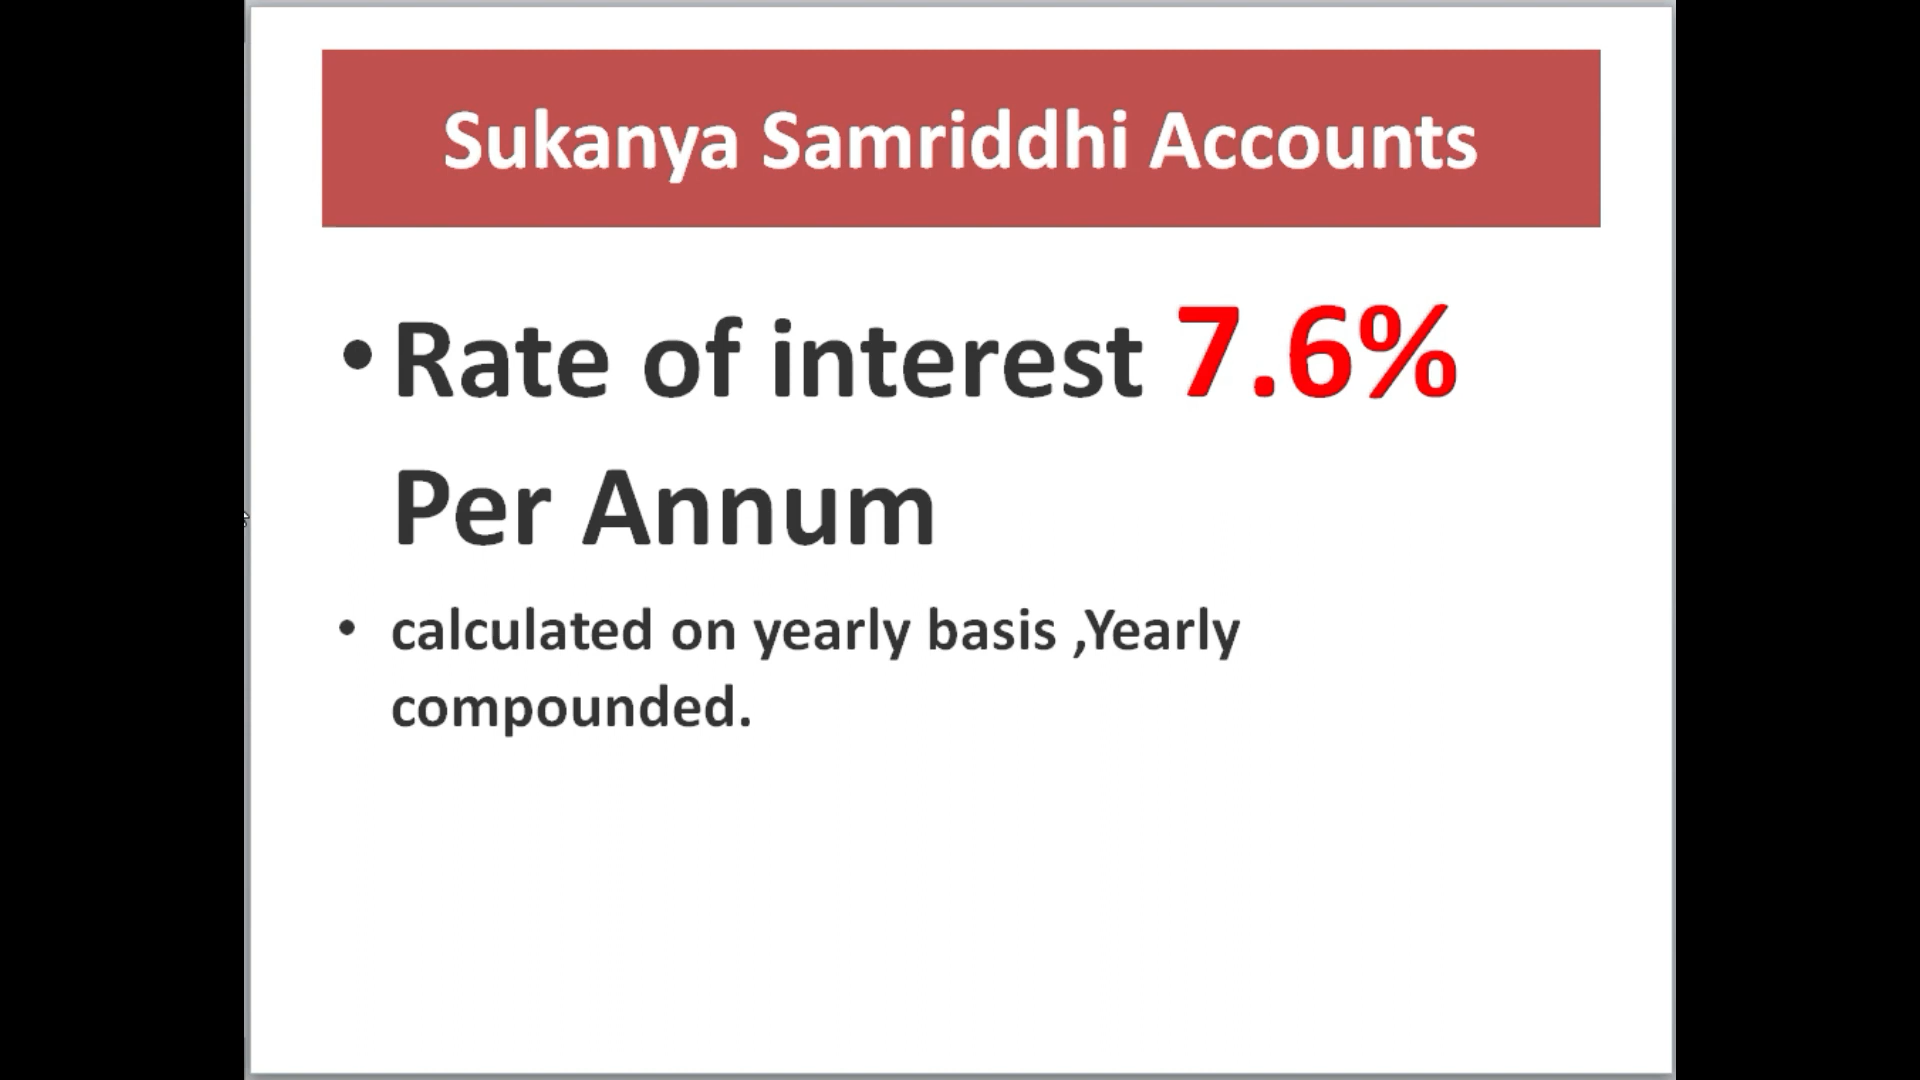 Sukanya Samriddhi Accounts
• Rate of interest 7.6%
Per Annum
• calculated on yearly basis ,Yearly
compounded.